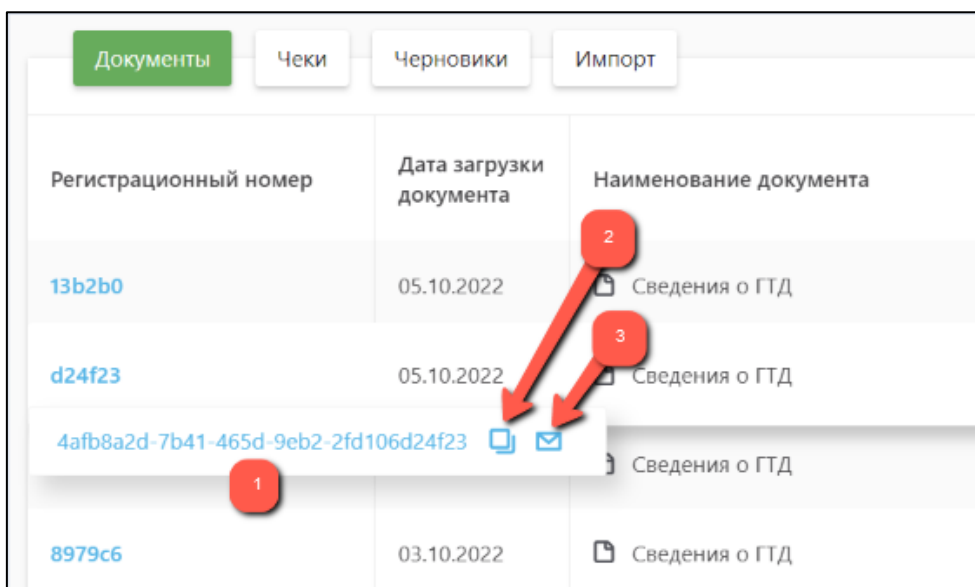 Документы Чеки Черновики Импорт
Регистрационный номер Дата загрузки документа Наименование документа
2
13b2b0 05.10.2022 Сведения о ГТД
3
d24f23 05.10.2022 Сведения о ГТД
4afb8a2d-7b41-465d-9eb2-2fd106d24f23
Сведения о ГТД
1
8979c6 03.10.2022 Сведения о ГТД